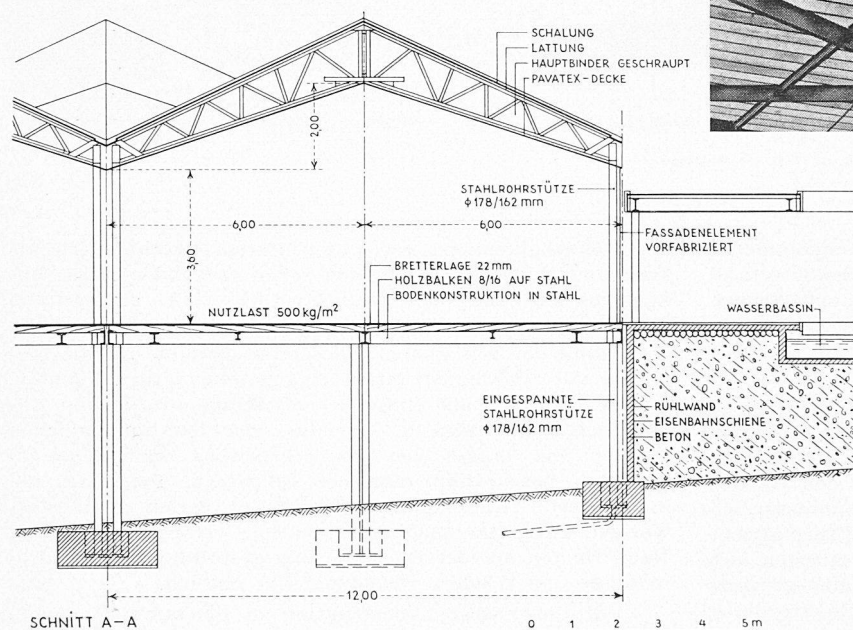 SCHALUNG
LATTUNG
HAUPTBINDER GESCHRAUPT
PAVATEX-DECKE
2,00
STAHLROHRSTÜTZE
ϕ 178/162 mm
6,00
6,00
FASSADENELEMENT
VORFABRIZIERT
3,60
BRETTERLAGE 22 mm
HOLZBALKEN 8/16 AUF STAHL
BODENKONSTRUKTION IN STAHL
NUTZLAST 500 kg/m²
WASSERBASSIN
EINGESPANNTE
STAHLROHRSTÜTZE
ϕ 178/162 mm
RÜHLWAND
EISENBAHNSCHIENE
BETON
12,00
SCHNITT A-A
0 1 2 3 4 5 m